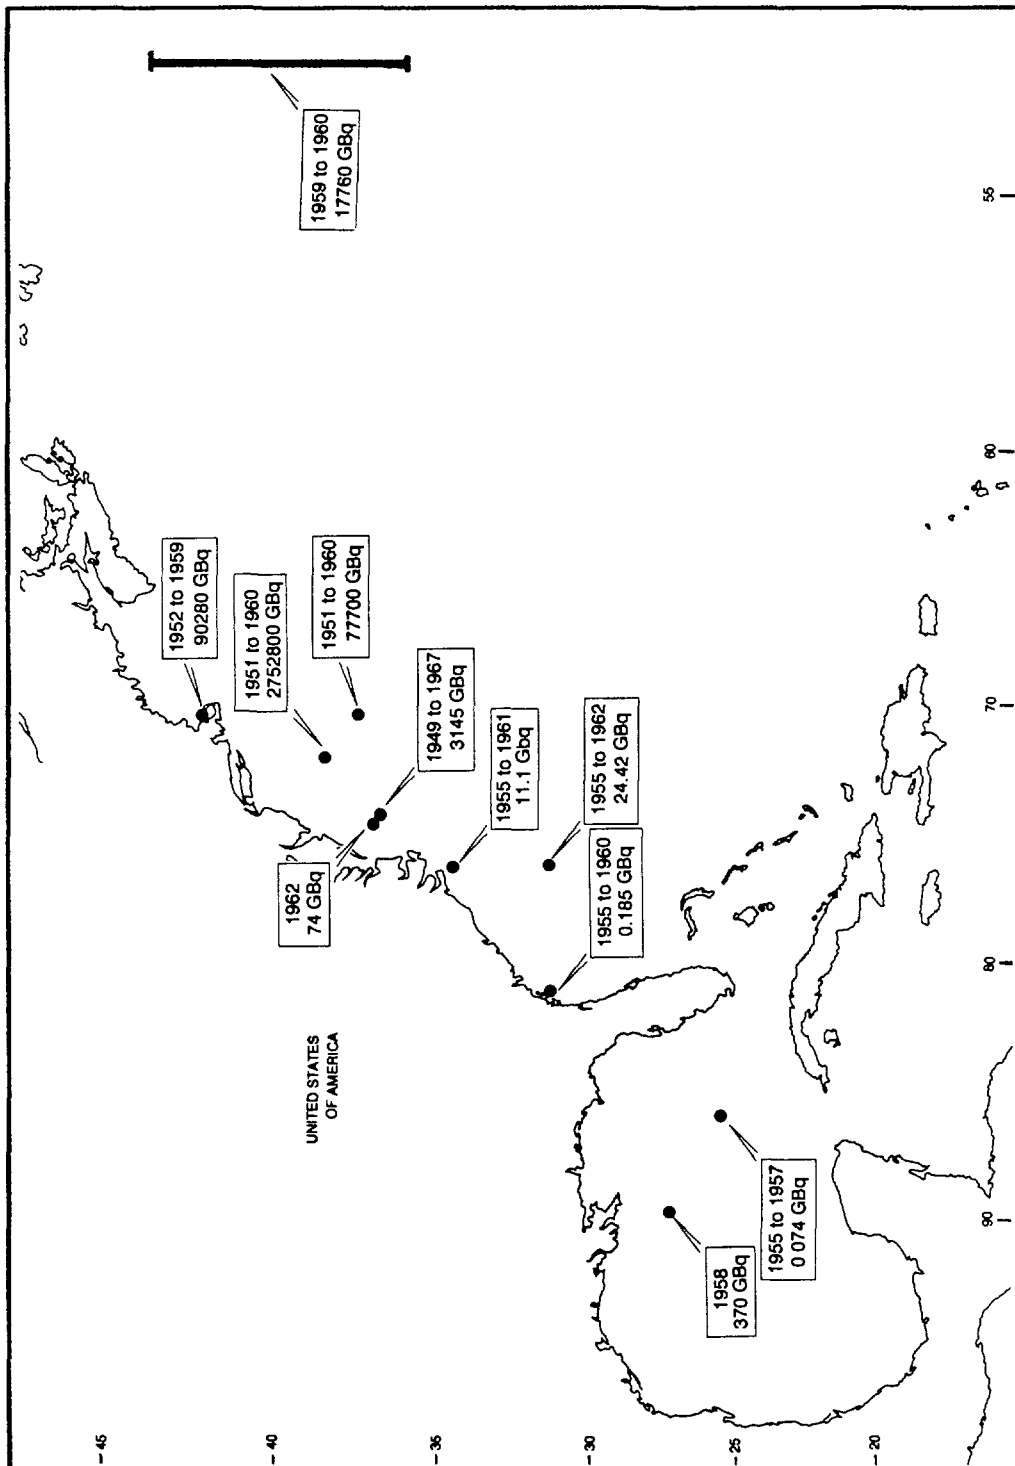 1959 to 1960
17760 GBq
1952 to 1959
90280 GBq
1951 to 1960
2752800 GBq
1951 to 1960
77700 GBq
1949 to 1967
3145 GBq
1962
74 GBq
1955 to 1961
11.1 Gbq
1955 to 1962
24.42 GBq
1955 to 1960
0.185 GBq
UNITED STATES
OF AMERICA
1955 to 1957
0 074 GBq
1958
370 GBq
55
60
70
80
90
- 45
- 40
- 35
- 30
- 25
- 20